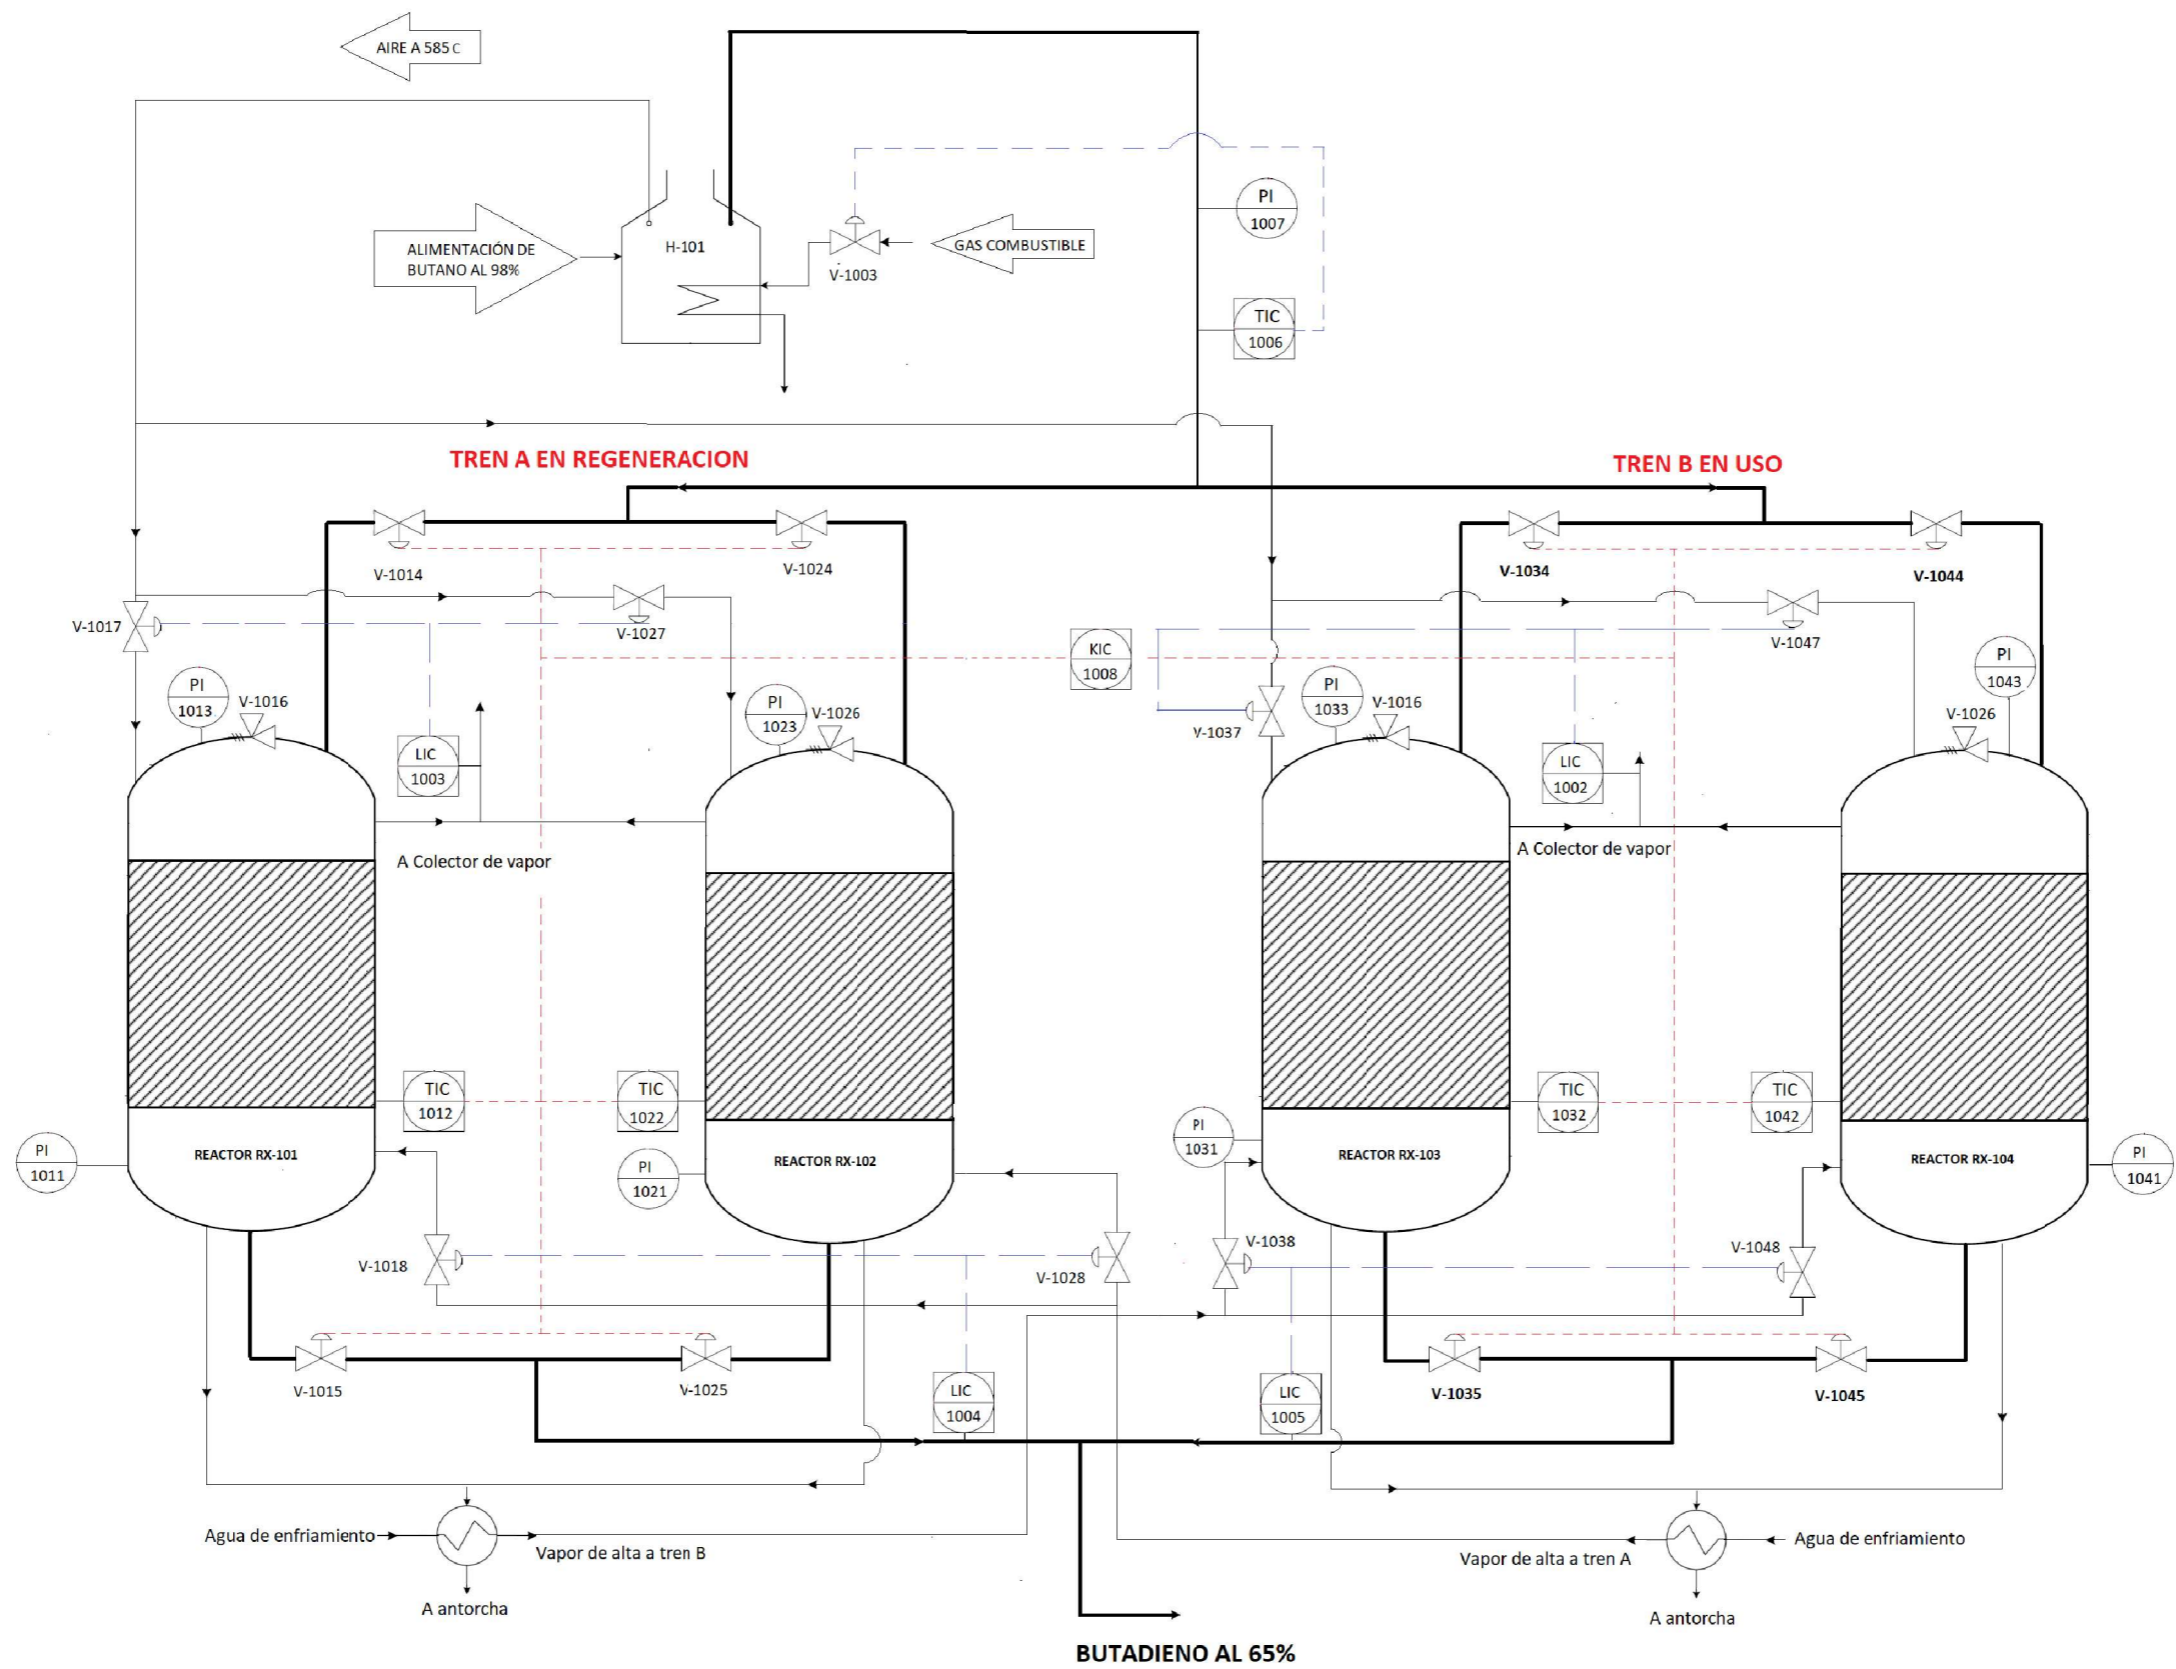 AIRE A 585 C
ALIMENTACIÓN DE
BUTANO AL 98%
H-101
V-1003
GAS COMBUSTIBLE
PI
1007
TIC
1006
TREN A EN REGENERACION
TREN B EN USO
V-1014
V-1024
V-1034
V-1044
V-1017
V-1027
V-1047
KIC
1008
PI
1013
V-1016
PI
1023
V-1026
LIC
1003
V-1037
PI
1033
V-1016
LIC
1002
PI
1043
V-1026
A Colector de vapor
A Colector de vapor
TIC
1012
TIC
1022
TIC
1032
TIC
1042
PI
1011
REACTOR RX-101
PI
1021
REACTOR RX-102
PI
1031
REACTOR RX-103
REACTOR RX-104
PI
1041
V-1018
V-1028
V-1038
V-1048
V-1015
V-1025
LIC
1004
LIC
1005
V-1035
V-1045
Agua de enfriamiento
Vapor de alta a tren B
A antorcha
Vapor de alta a tren A
Agua de enfriamiento
A antorcha
BUTADIENO AL 65%